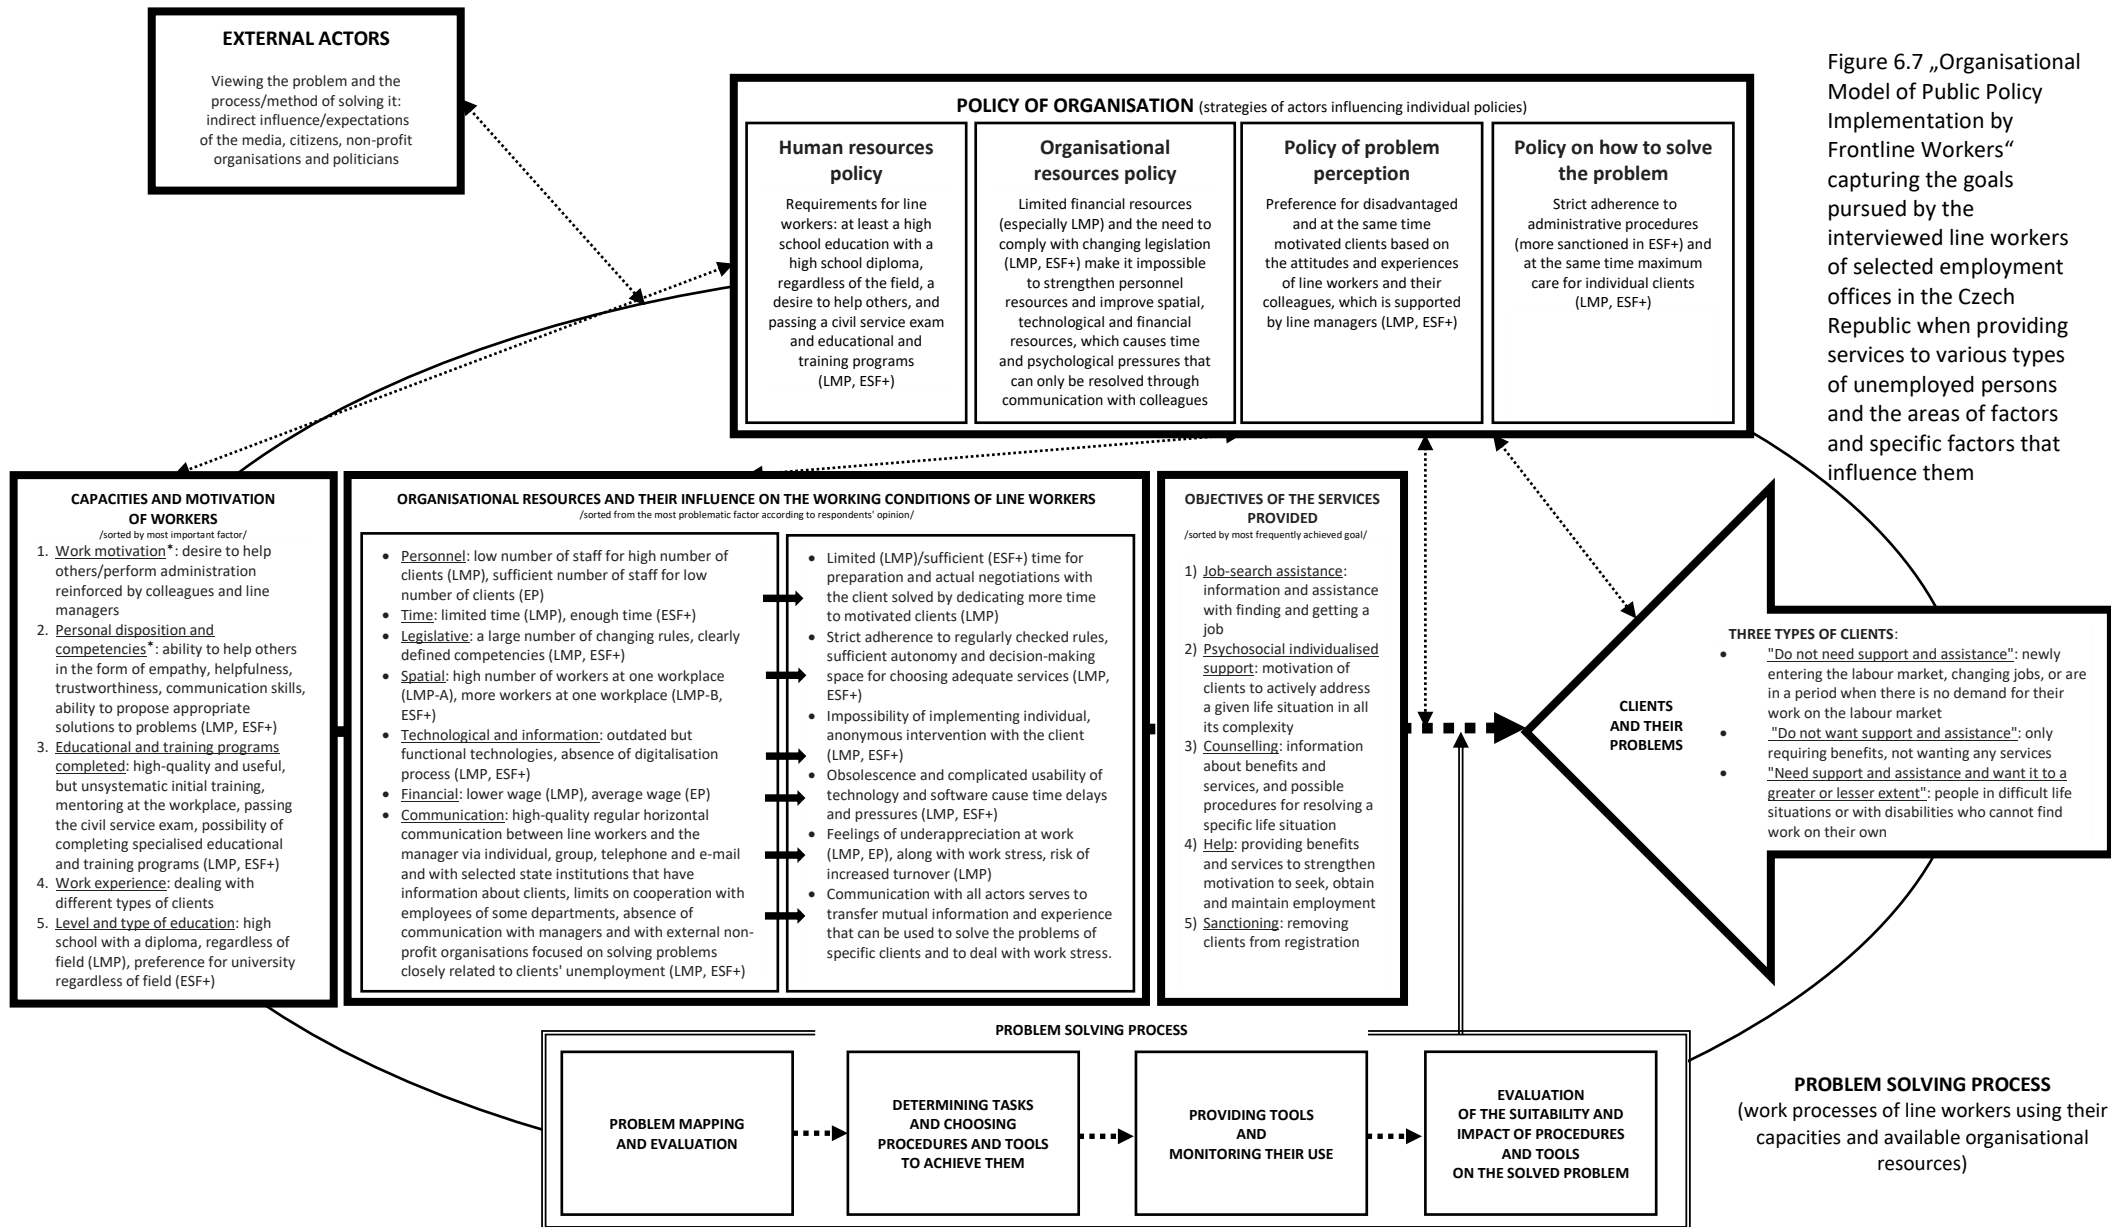 EXTERNAL ACTORS
Viewing the problem and the
process/method of solving it:
indirect influence/expectations
of the media, citizens, non-profit
organisations and politicians
POLICY OF ORGANISATION (strategies of actors influencing individual policies)
Human resources
policy
Requirements for line
workers: at least a high
school education with a
high school diploma,
regardless of the field, a
desire to help others, and
passing a civil service exam
and educational and
training programs
(LMP, ESF+)
Organisational
resources policy
Limited financial resources
(especially LMP) and the need to
comply with changing legislation
(LMP, ESF+) make it impossible
to strengthen personnel
resources and improve spatial,
technological and financial
resources, which causes time
and psychological pressures that
can only be resolved through
communication with colleagues
Policy of problem
perception
Preference for disadvantaged
and at the same time
motivated clients based on
the attitudes and experiences
of line workers and their
colleagues, which is supported
by line managers (LMP, ESF+)
Policy on how to solve
the problem
Strict adherence to
administrative procedures
(more sanctioned in ESF+) and
at the same time maximum
care for individual clients
(LMP, ESF+)
Figure 6.7 „Organisational
Model of Public Policy
Implementation by
Frontline Workers“
capturing the goals
pursued by the
interviewed line workers
of selected employment
offices in the Czech
Republic when providing
services to various types
of unemployed persons
and the areas of factors
and specific factors that
influence them
CAPACITIES AND MOTIVATION
OF WORKERS
/sorted by most important factor/
1. Work motivation*: desire to help
others/perform administration
reinforced by colleagues and line
managers
2. Personal disposition and
competencies*: ability to help others
in the form of empathy, helpfulness,
trustworthiness, communication skills,
ability to propose appropriate
solutions to problems (LMP, ESF+)
3. Educational and training programs
completed: high-quality and useful,
but unsystematic initial training,
mentoring at the workplace, passing
the civil service exam, possibility of
completing specialised educational
and training programs (LMP, ESF+)
4. Work experience: dealing with
different types of clients
5. Level and type of education: high
school with a diploma, regardless of
field (LMP), preference for university
regardless of field (ESF+)
ORGANISATIONAL RESOURCES AND THEIR INFLUENCE ON THE WORKING CONDITIONS OF LINE WORKERS
/sorted from the most problematic factor according to respondents' opinion/
• Personnel: low number of staff for high number of
clients (LMP), sufficient number of staff for low
number of clients (EP)
• Time: limited time (LMP), enough time (ESF+)
• Legislative: a large number of changing rules, clearly
defined competencies (LMP, ESF+)
• Spatial: high number of workers at one workplace
(LMP-A), more workers at one workplace (LMP-B,
ESF+)
• Technological and information: outdated but
functional technologies, absence of digitalisation
process (LMP, ESF+)
• Financial: lower wage (LMP), average wage (EP)
• Communication: high-quality regular horizontal
communication between line workers and the
manager via individual, group, telephone and e-mail
and with selected state institutions that have
information about clients, limits on cooperation with
employees of some departments, absence of
communication with managers and with external non-
profit organisations focused on solving problems
closely related to clients' unemployment (LMP, ESF+)
• Limited (LMP)/sufficient (ESF+) time for
preparation and actual negotiations with
the client solved by dedicating more time
to motivated clients (LMP)
• Strict adherence to regularly checked rules,
sufficient autonomy and decision-making
space for choosing adequate services (LMP,
ESF+)
• Impossibility of implementing individual,
anonymous intervention with the client
(LMP, ESF+)
• Obsolescence and complicated usability of
technology and software cause time delays
and pressures (LMP, ESF+)
• Feelings of underappreciation at work
(LMP, EP), along with work stress, risk of
increased turnover (LMP)
• Communication with all actors serves to
transfer mutual information and experience
that can be used to solve the problems of
specific clients and to deal with work stress.
OBJECTIVES OF THE SERVICES
PROVIDED
/sorted by most frequently achieved goal/
1) Job-search assistance:
information and assistance
with finding and getting a
job
2) Psychosocial individualised
support: motivation of
clients to actively address
a given life situation in all
its complexity
3) Counselling: information
about benefits and
services, and possible
procedures for resolving a
specific life situation
4) Help: providing benefits
and services to strengthen
motivation to seek, obtain
and maintain employment
5) Sanctioning: removing
clients from registration
CLIENTS
AND THEIR
PROBLEMS
THREE TYPES OF CLIENTS:
• "Do not need support and assistance": newly
entering the labour market, changing jobs, or are
in a period when there is no demand for their
work on the labour market
• "Do not want support and assistance": only
requiring benefits, not wanting any services
• "Need support and assistance and want it to a
greater or lesser extent": people in difficult life
situations or with disabilities who cannot find
work on their own
PROBLEM SOLVING PROCESS
PROBLEM MAPPING
AND EVALUATION
DETERMINING TASKS
AND CHOOSING
PROCEDURES AND TOOLS
TO ACHIEVE THEM
PROVIDING TOOLS
AND
MONITORING THEIR USE
EVALUATION
OF THE SUITABILITY AND
IMPACT OF PROCEDURES
AND TOOLS
ON THE SOLVED PROBLEM
PROBLEM SOLVING PROCESS
(work processes of line workers using their
capacities and available organisational
resources)